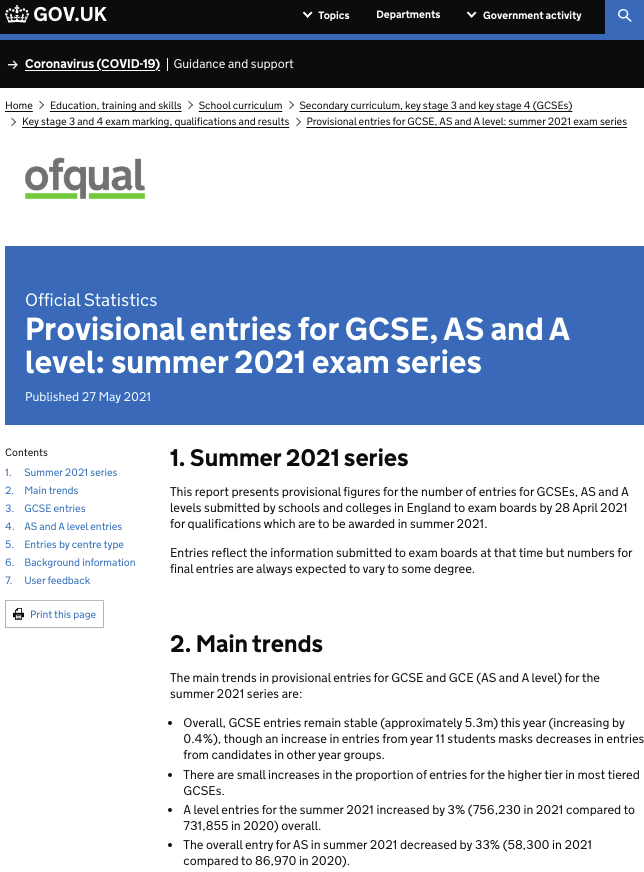 GOV.UK
Topics
Departments
Government activity
Coronavirus (COVID-19) | Guidance and support
Home
Education, training and skills
School curriculum
Secondary curriculum, key stage 3 and key stage 4 (GCSEs)
Key stage 3 and 4 exam marking, qualifications and results
Provisional entries for GCSE, AS and A level: summer 2021 exam series
ofqual
Official Statistics
Provisional entries for GCSE, AS and A
level: summer 2021 exam series
Published 27 May 2021
Contents
1. Summer 2021 series
2. Main trends
3. GCSE entries
4. AS and A level entries
5. Entries by centre type
6. Background information
7. User feedback
Print this page
1. Summer 2021 series
This report presents provisional figures for the number of entries for GCSEs, AS and A
levels submitted by schools and colleges in England to exam boards by 28 April 2021
for qualifications which are to be awarded in summer 2021.
Entries reflect the information submitted to exam boards at that time but numbers for
final entries are always expected to vary to some degree.
2. Main trends
The main trends in provisional entries for GCSE and GCE (AS and A level) for the
summer 2021 series are:
• Overall, GCSE entries remain stable (approximately 5.3m) this year (increasing by
0.4%), though an increase in entries from year 11 students masks decreases in entries
from candidates in other year groups.
• There are small increases in the proportion of entries for the higher tier in most tiered
GCSEs.
• A level entries for the summer 2021 increased by 3% (756,230 in 2021 compared to
731,855 in 2020) overall.
• The overall entry for AS in summer 2021 decreased by 33% (58,300 in 2021
compared to 86,970 in 2020).